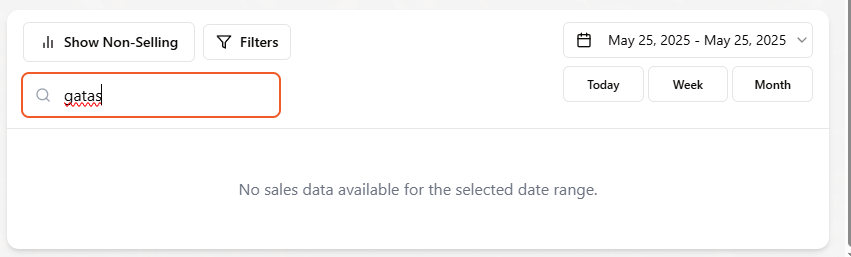 Show Non-Selling
Filters
May 25, 2025 - May 25, 2025
gatas
Today
Week
Month
No sales data available for the selected date range.